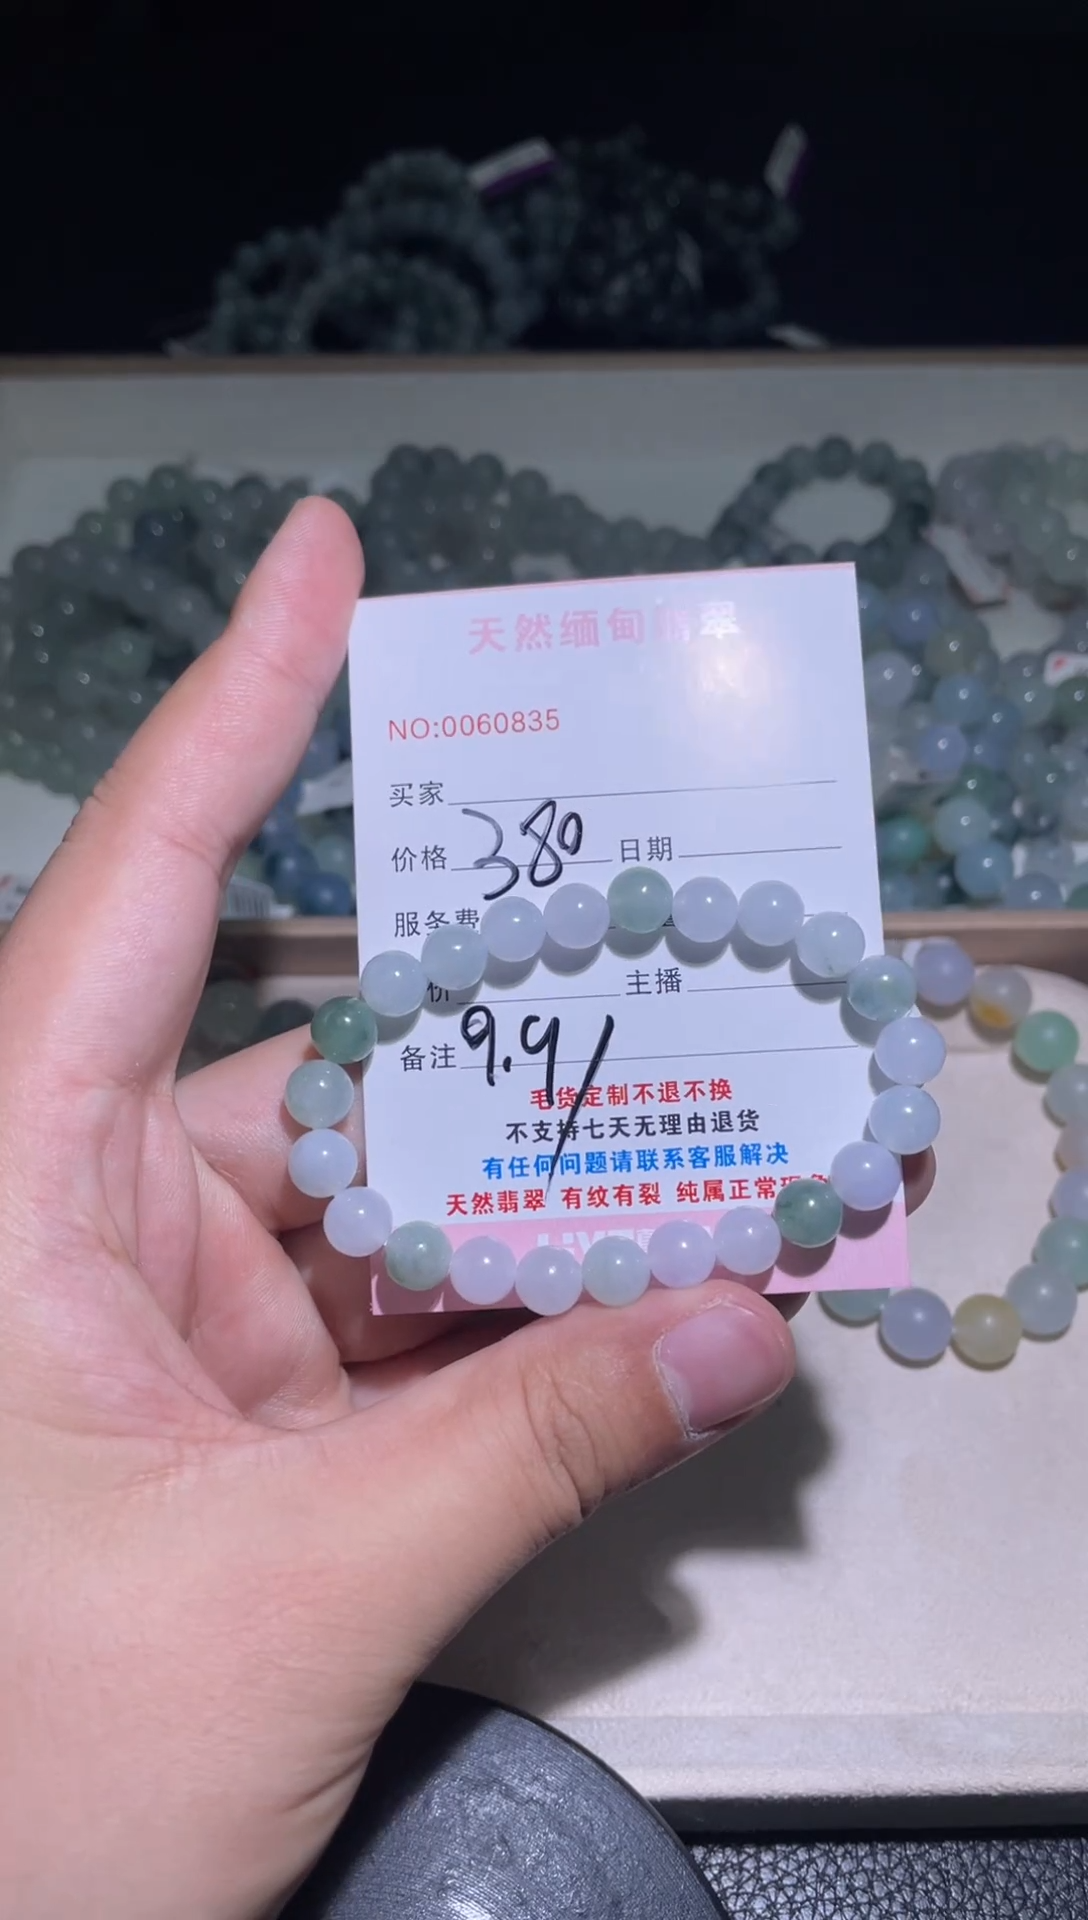 天然缅甸翡翠
NO:0060835
买家
价格 380 日期
服务费
价 主播
备注 9.9/
毛货定制不退不换
不支持七天无理由退货
有任何问题请联系客服解决
天然翡翠 有纹有裂 纯属正常现象